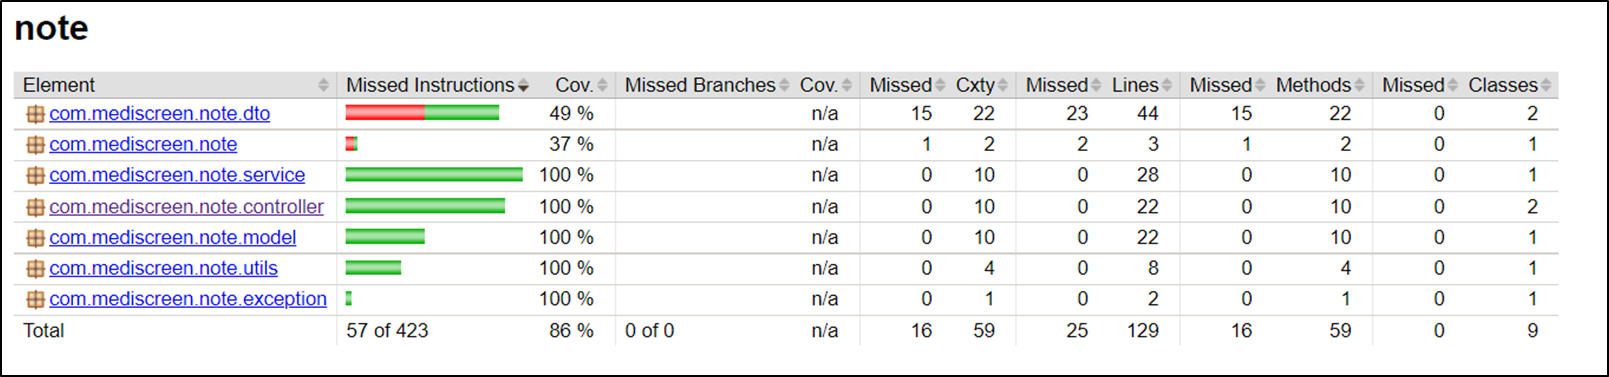 note
Element Missed Instructions Cov. Missed Branches Cov. Missed Cxty Missed Lines Missed Methods Missed Classes
com.mediscreen.note.dto 49 % n/a 15 22 23 44 15 22 0 2
com.mediscreen.note 37 % n/a 1 2 2 3 1 2 0 1
com.mediscreen.note.service 100 % n/a 0 10 0 28 0 10 0 1
com.mediscreen.note.controller 100 % n/a 0 10 0 22 0 10 0 2
com.mediscreen.note.model 100 % n/a 0 10 0 22 0 10 0 1
com.mediscreen.note.utils 100 % n/a 0 4 0 8 0 4 0 1
com.mediscreen.note.exception 100 % n/a 0 1 0 2 0 1 0 1
Total 57 of 423 86 % 0 of 0 n/a 16 59 25 129 16 59 0 9